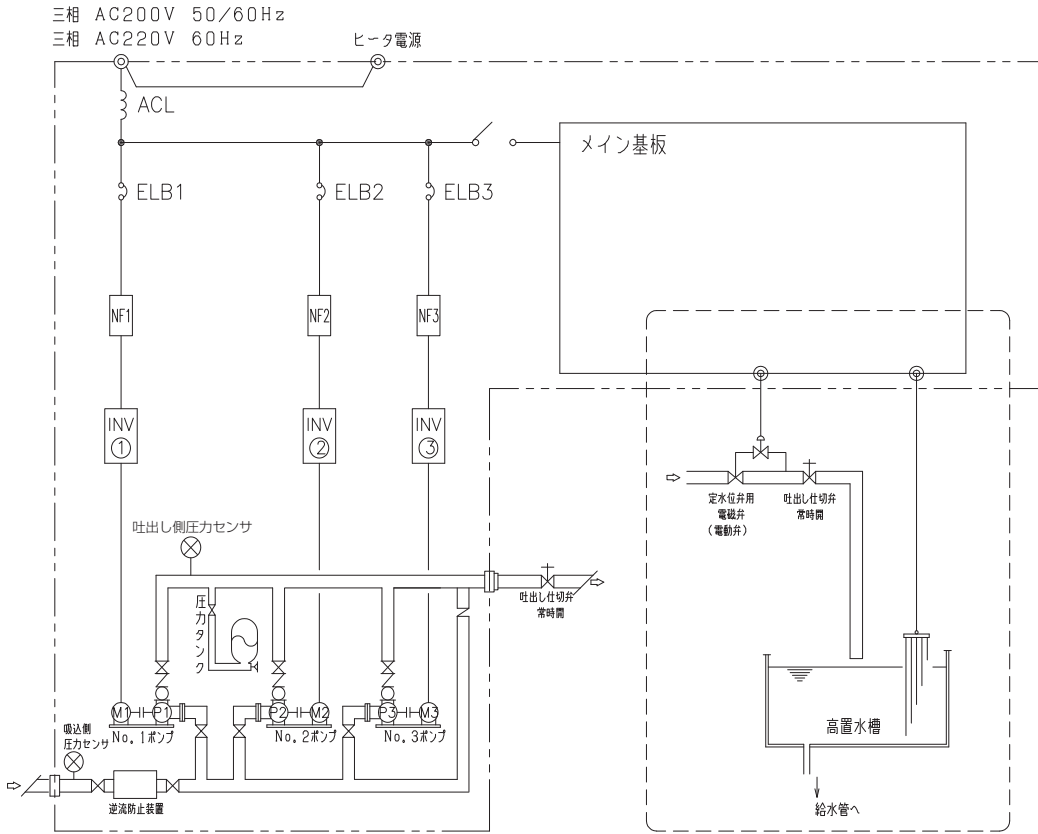 三相 AC200V 50/60Hz
三相 AC220V 60Hz
ヒータ電源
ACL
メイン基板
ELB1
ELB2
ELB3
NF1
NF2
NF3
INV
①
INV
②
INV
③
定水位弁用
電磁弁
(電動弁)
吐出し仕切弁
常時開
吐出し側圧力センサ
吐出し仕切弁
常時開
圧力タンク
M1
P1
P2
M2
P3
M3
No. 1ポンプ
No. 2ポンプ
No. 3ポンプ
吸込側
圧力センサ
逆流防止装置
高置水槽
給水管へ